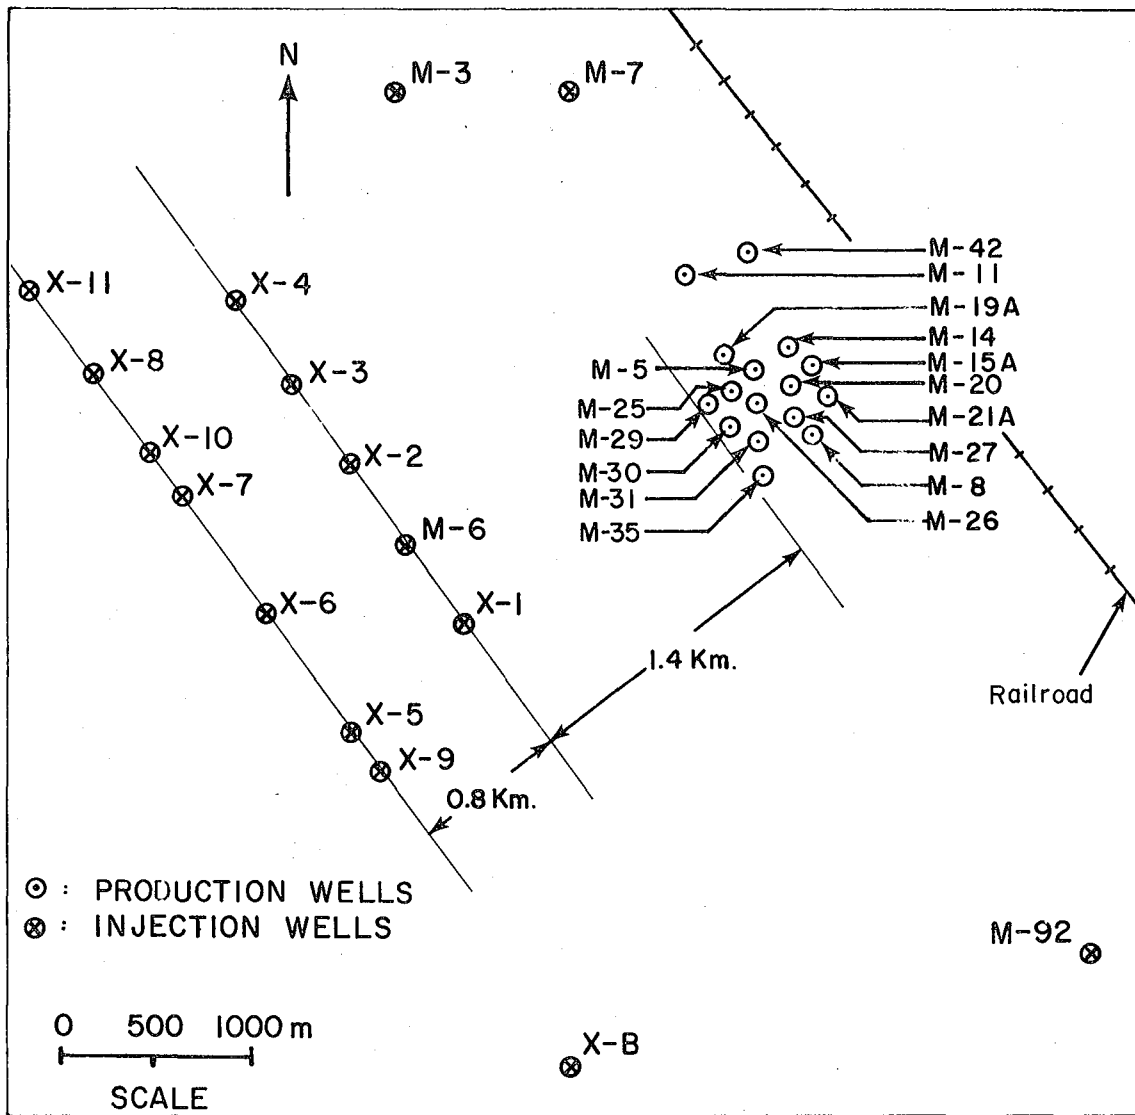 N
M-3
M-7
M-42
M-11
M-19A
M-14
M-15A
M-20
M-21A
M-27
M-8
M-26
M-5
M-25
M-29
M-30
M-31
M-35
X-11
X-4
X-8
X-3
X-10
X-2
X-7
M-6
X-6
X-1
X-5
X-9
1.4 Km.
0.8 Km.
Railroad
⊙ : PRODUCTION WELLS
⊗ : INJECTION WELLS
M-92
X-B
0 500 1000 m
SCALE